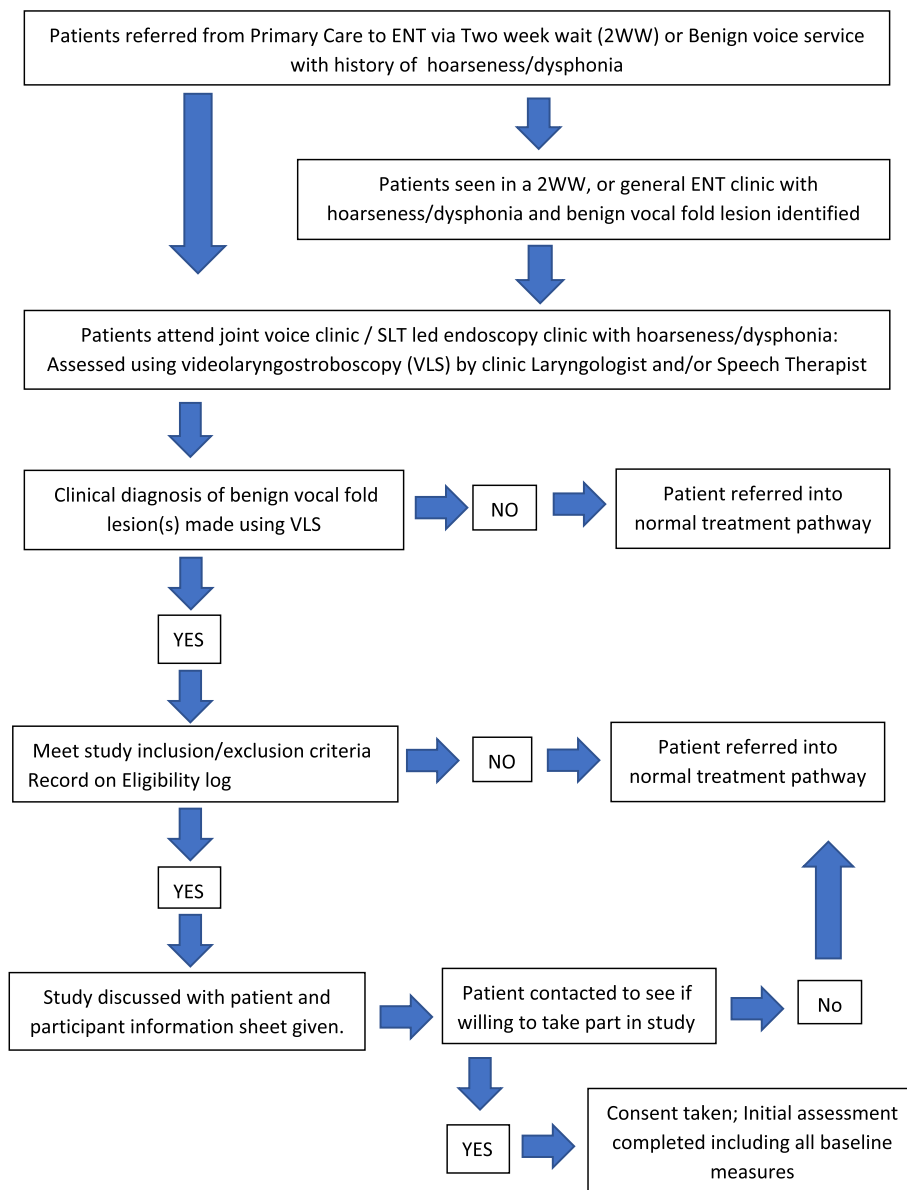 Patients referred from Primary Care to ENT via Two week wait (2WW) or Benign voice service
with history of hoarseness/dysphonia
Patients seen in a 2WW, or general ENT clinic with
hoarseness/dysphonia and benign vocal fold lesion identified
Patients attend joint voice clinic / SLT led endoscopy clinic with hoarseness/dysphonia:
Assessed using videolaryngostroboscopy (VLS) by clinic Laryngologist and/or Speech Therapist
Clinical diagnosis of benign vocal fold
lesion(s) made using VLS
NO
Patient referred into
normal treatment pathway
YES
Meet study inclusion/exclusion criteria
Record on Eligibility log
NO
Patient referred into
normal treatment pathway
YES
Study discussed with patient and
participant information sheet given.
Patient contacted to see if
willing to take part in study
No
YES
Consent taken; Initial assessment
completed including all baseline
measures